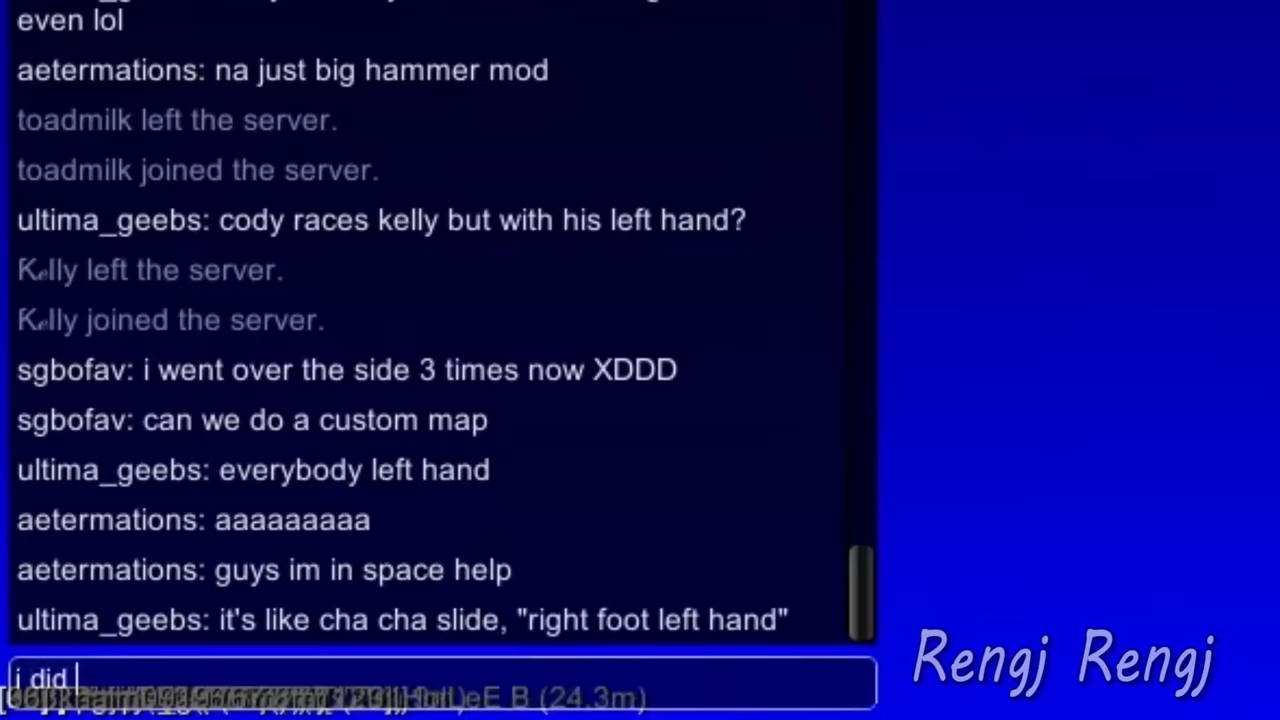 even lol
aetermations: na just big hammer mod
toadmilk left the server.
toadmilk joined the server.
ultima_geebs: cody races kelly but with his left hand?
Kelly left the server.
Kelly joined the server.
sgbofav: i went over the side 3 times now XDDD
sgbofav: can we do a custom map
ultima_geebs: everybody left hand
aetermations: aaaaaaaaa
aetermations: guys im in space help
ultima_geebs: it's like cha cha slide, "right foot left hand"
i did
B (24.3m)
Rengj Rengj